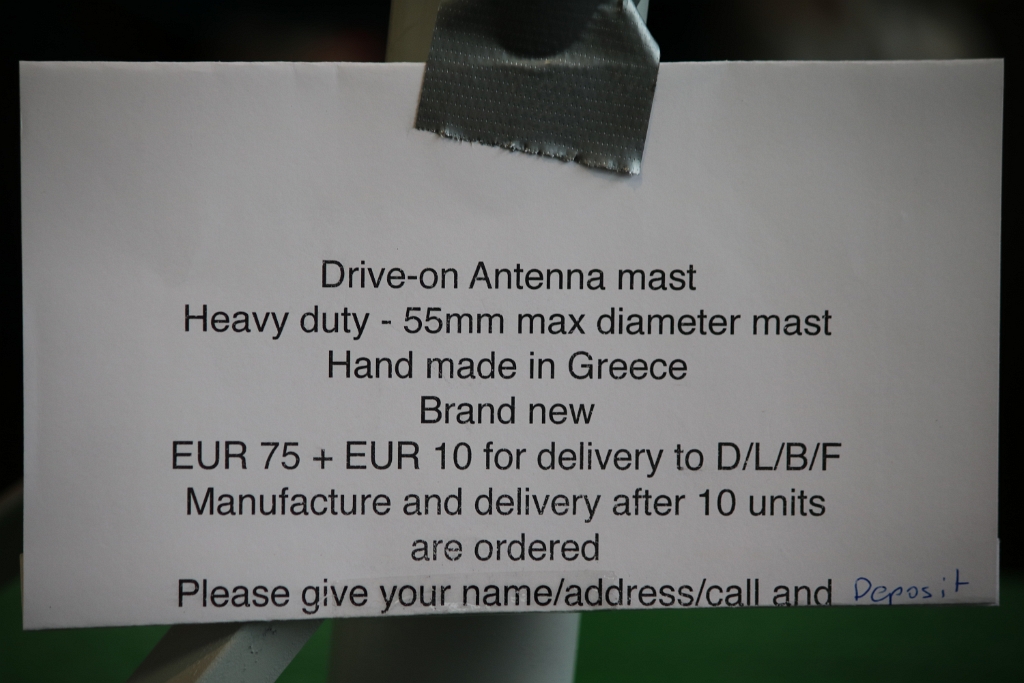 Drive-on Antenna mast
Heavy duty - 55mm max diameter mast
Hand made in Greece
Brand new
EUR 75 + EUR 10 for delivery to D/L/B/F
Manufacture and delivery after 10 units
are ordered
Please give your name/address/call and Deposit